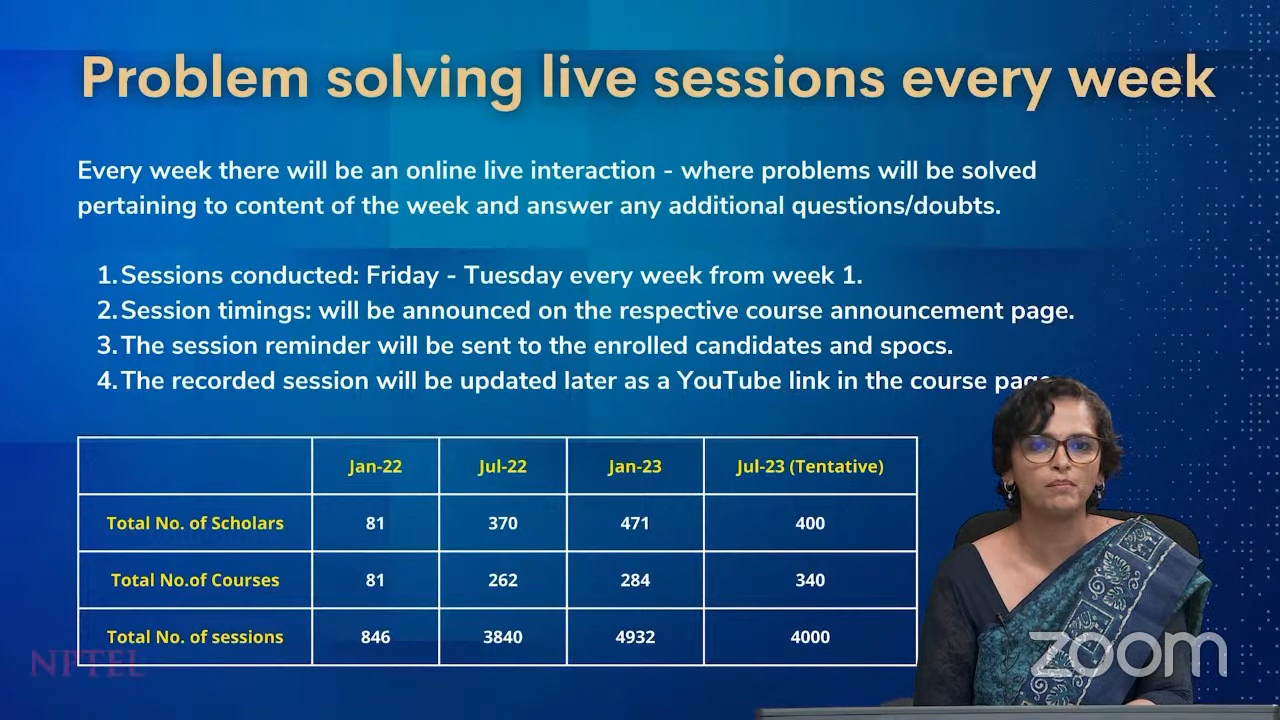 Problem solving live sessions every week
Every week there will be an online live interaction - where problems will be solved
pertaining to content of the week and answer any additional questions/doubts.
1. Sessions conducted: Friday - Tuesday every week from week 1.
2. Session timings: will be announced on the respective course announcement page.
3. The session reminder will be sent to the enrolled candidates and spocs.
4. The recorded session will be updated later as a YouTube link in the course page
Jan-22 Jul-22 Jan-23 Jul-23 (Tentative)
Total No. of Scholars 81 370 471 400
Total No.of Courses 81 262 284 340
Total No. of sessions 846 3840 4932 4000
NPTEL
zoom